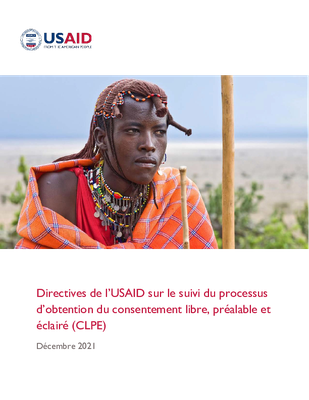 USAID
FROM THE AMERICAN PEOPLE
Directives de l'USAID sur le suivi du processus
d'obtention du consentement libre, préalable et
éclairé (CLPE)
Décembre 2021